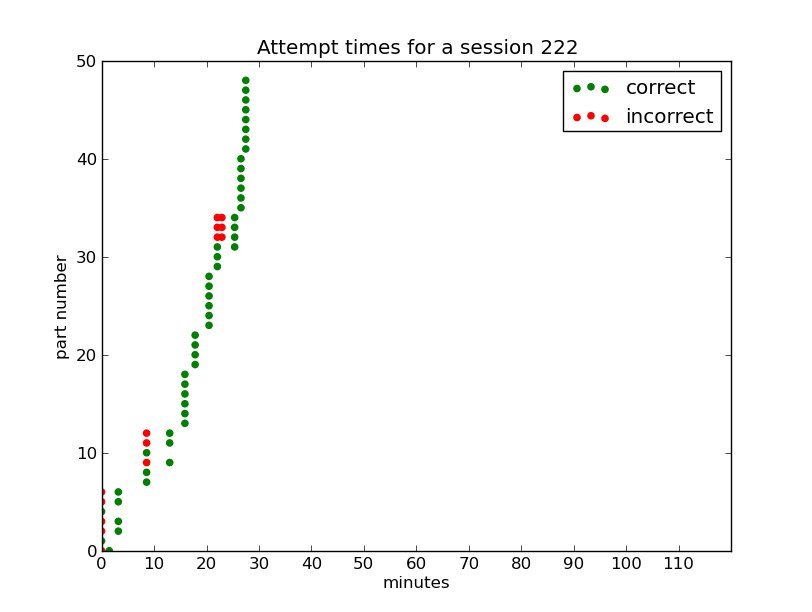 Attempt times for a session 222
50
correct
incorrect
40
30
part number
20
10
0
0 10 20 30 40 50 60 70 80 90 100 110
minutes